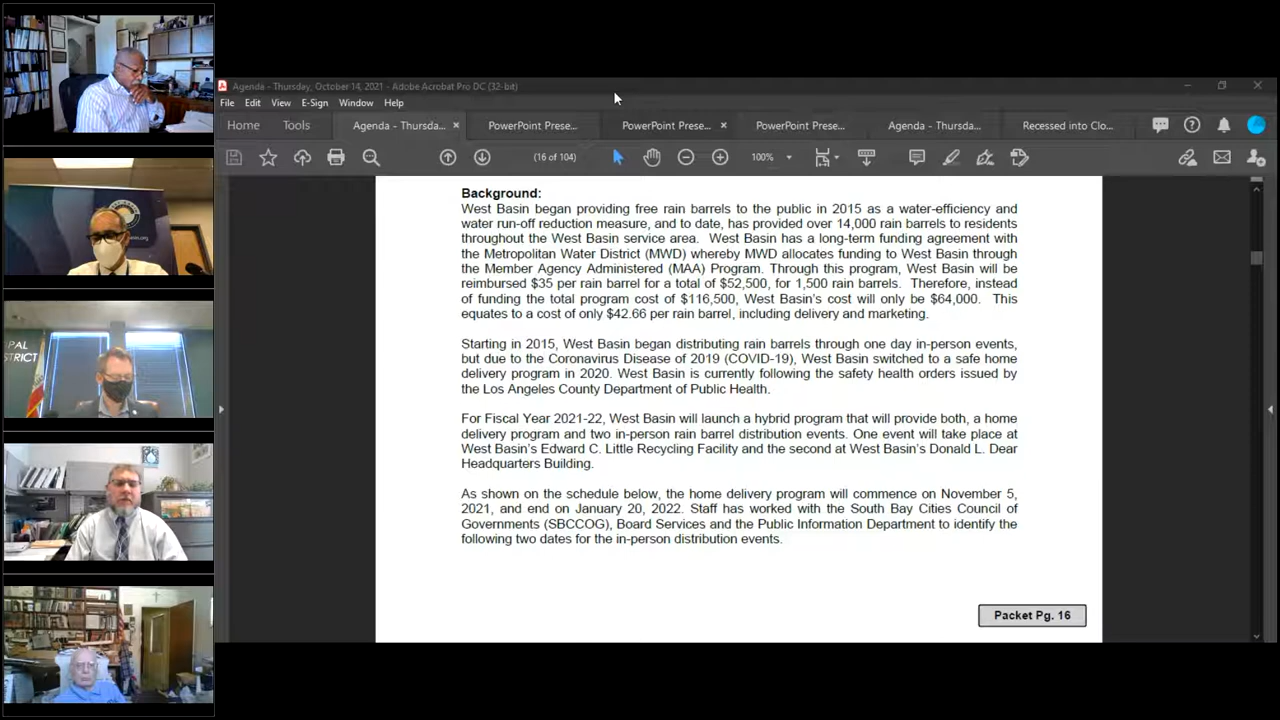 Agenda - Thursday, October 14, 2021 - Adobe Acrobat Pro DC (32-bit)
File Edit View E-Sign Window Help
Home Tools Agenda - Thursda... PowerPoint Prese... PowerPoint Prese... PowerPoint Prese... Agenda - Thursda... Recessed into Clo...
(16 of 104) 100%
Background:
West Basin began providing free rain barrels to the public in 2015 as a water-efficiency and
water run-off reduction measure, and to date, has provided over 14,000 rain barrels to residents
throughout the West Basin service area. West Basin has a long-term funding agreement with
the Metropolitan Water District (MWD) whereby MWD allocates funding to West Basin through
the Member Agency Administered (MAA) Program. Through this program, West Basin will be
reimbursed $35 per rain barrel for a total of $52,500, for 1,500 rain barrels. Therefore, instead
of funding the total program cost of $116,500, West Basin's cost will only be $64,000. This
equates to a cost of only $42.66 per rain barrel, including delivery and marketing.
Starting in 2015, West Basin began distributing rain barrels through one day in-person events,
but due to the Coronavirus Disease of 2019 (COVID-19), West Basin switched to a safe home
delivery program in 2020. West Basin is currently following the safety health orders issued by
the Los Angeles County Department of Public Health.
For Fiscal Year 2021-22, West Basin will launch a hybrid program that will provide both, a home
delivery program and two in-person rain barrel distribution events. One event will take place at
West Basin's Edward C. Little Recycling Facility and the second at West Basin's Donald L. Dear
Headquarters Building.
As shown on the schedule below, the home delivery program will commence on November 5,
2021, and end on January 20, 2022. Staff has worked with the South Bay Cities Council of
Governments (SBCCOG), Board Services and the Public Information Department to identify the
following two dates for the in-person distribution events.
Packet Pg. 16
PAL
STRICT